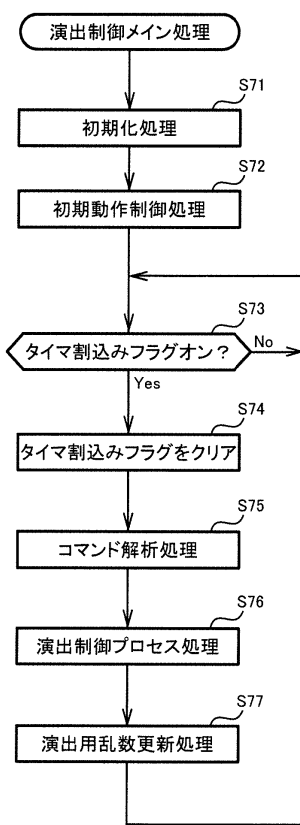 演出制御メイン処理
S71
初期化処理
S72
初期動作制御処理
S73
タイマ割込みフラグオン？
No
Yes
S74
タイマ割込みフラグをクリア
S75
コマンド解析処理
S76
演出制御プロセス処理
S77
演出用乱数更新処理